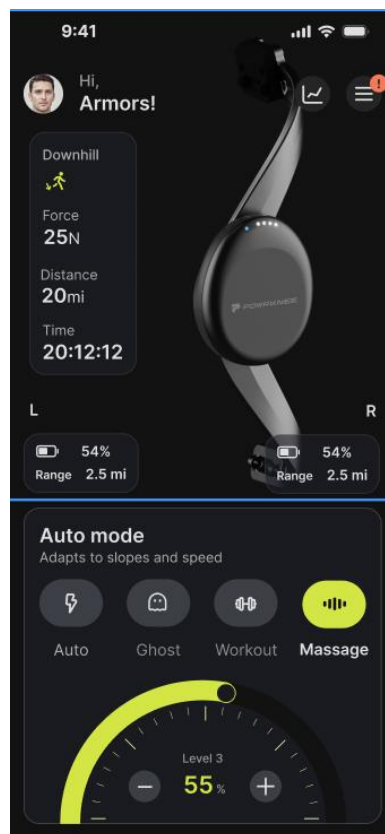 9:41
Hi,
Armors!
Downhill
Force
25N
Distance
20mi
Time
20:12:12
L
R
54%
Range 2.5 mi
54%
Range 2.5 mi
Auto mode
Adapts to slopes and speed
Auto
Ghost
Workout
Massage
Level 3
55%